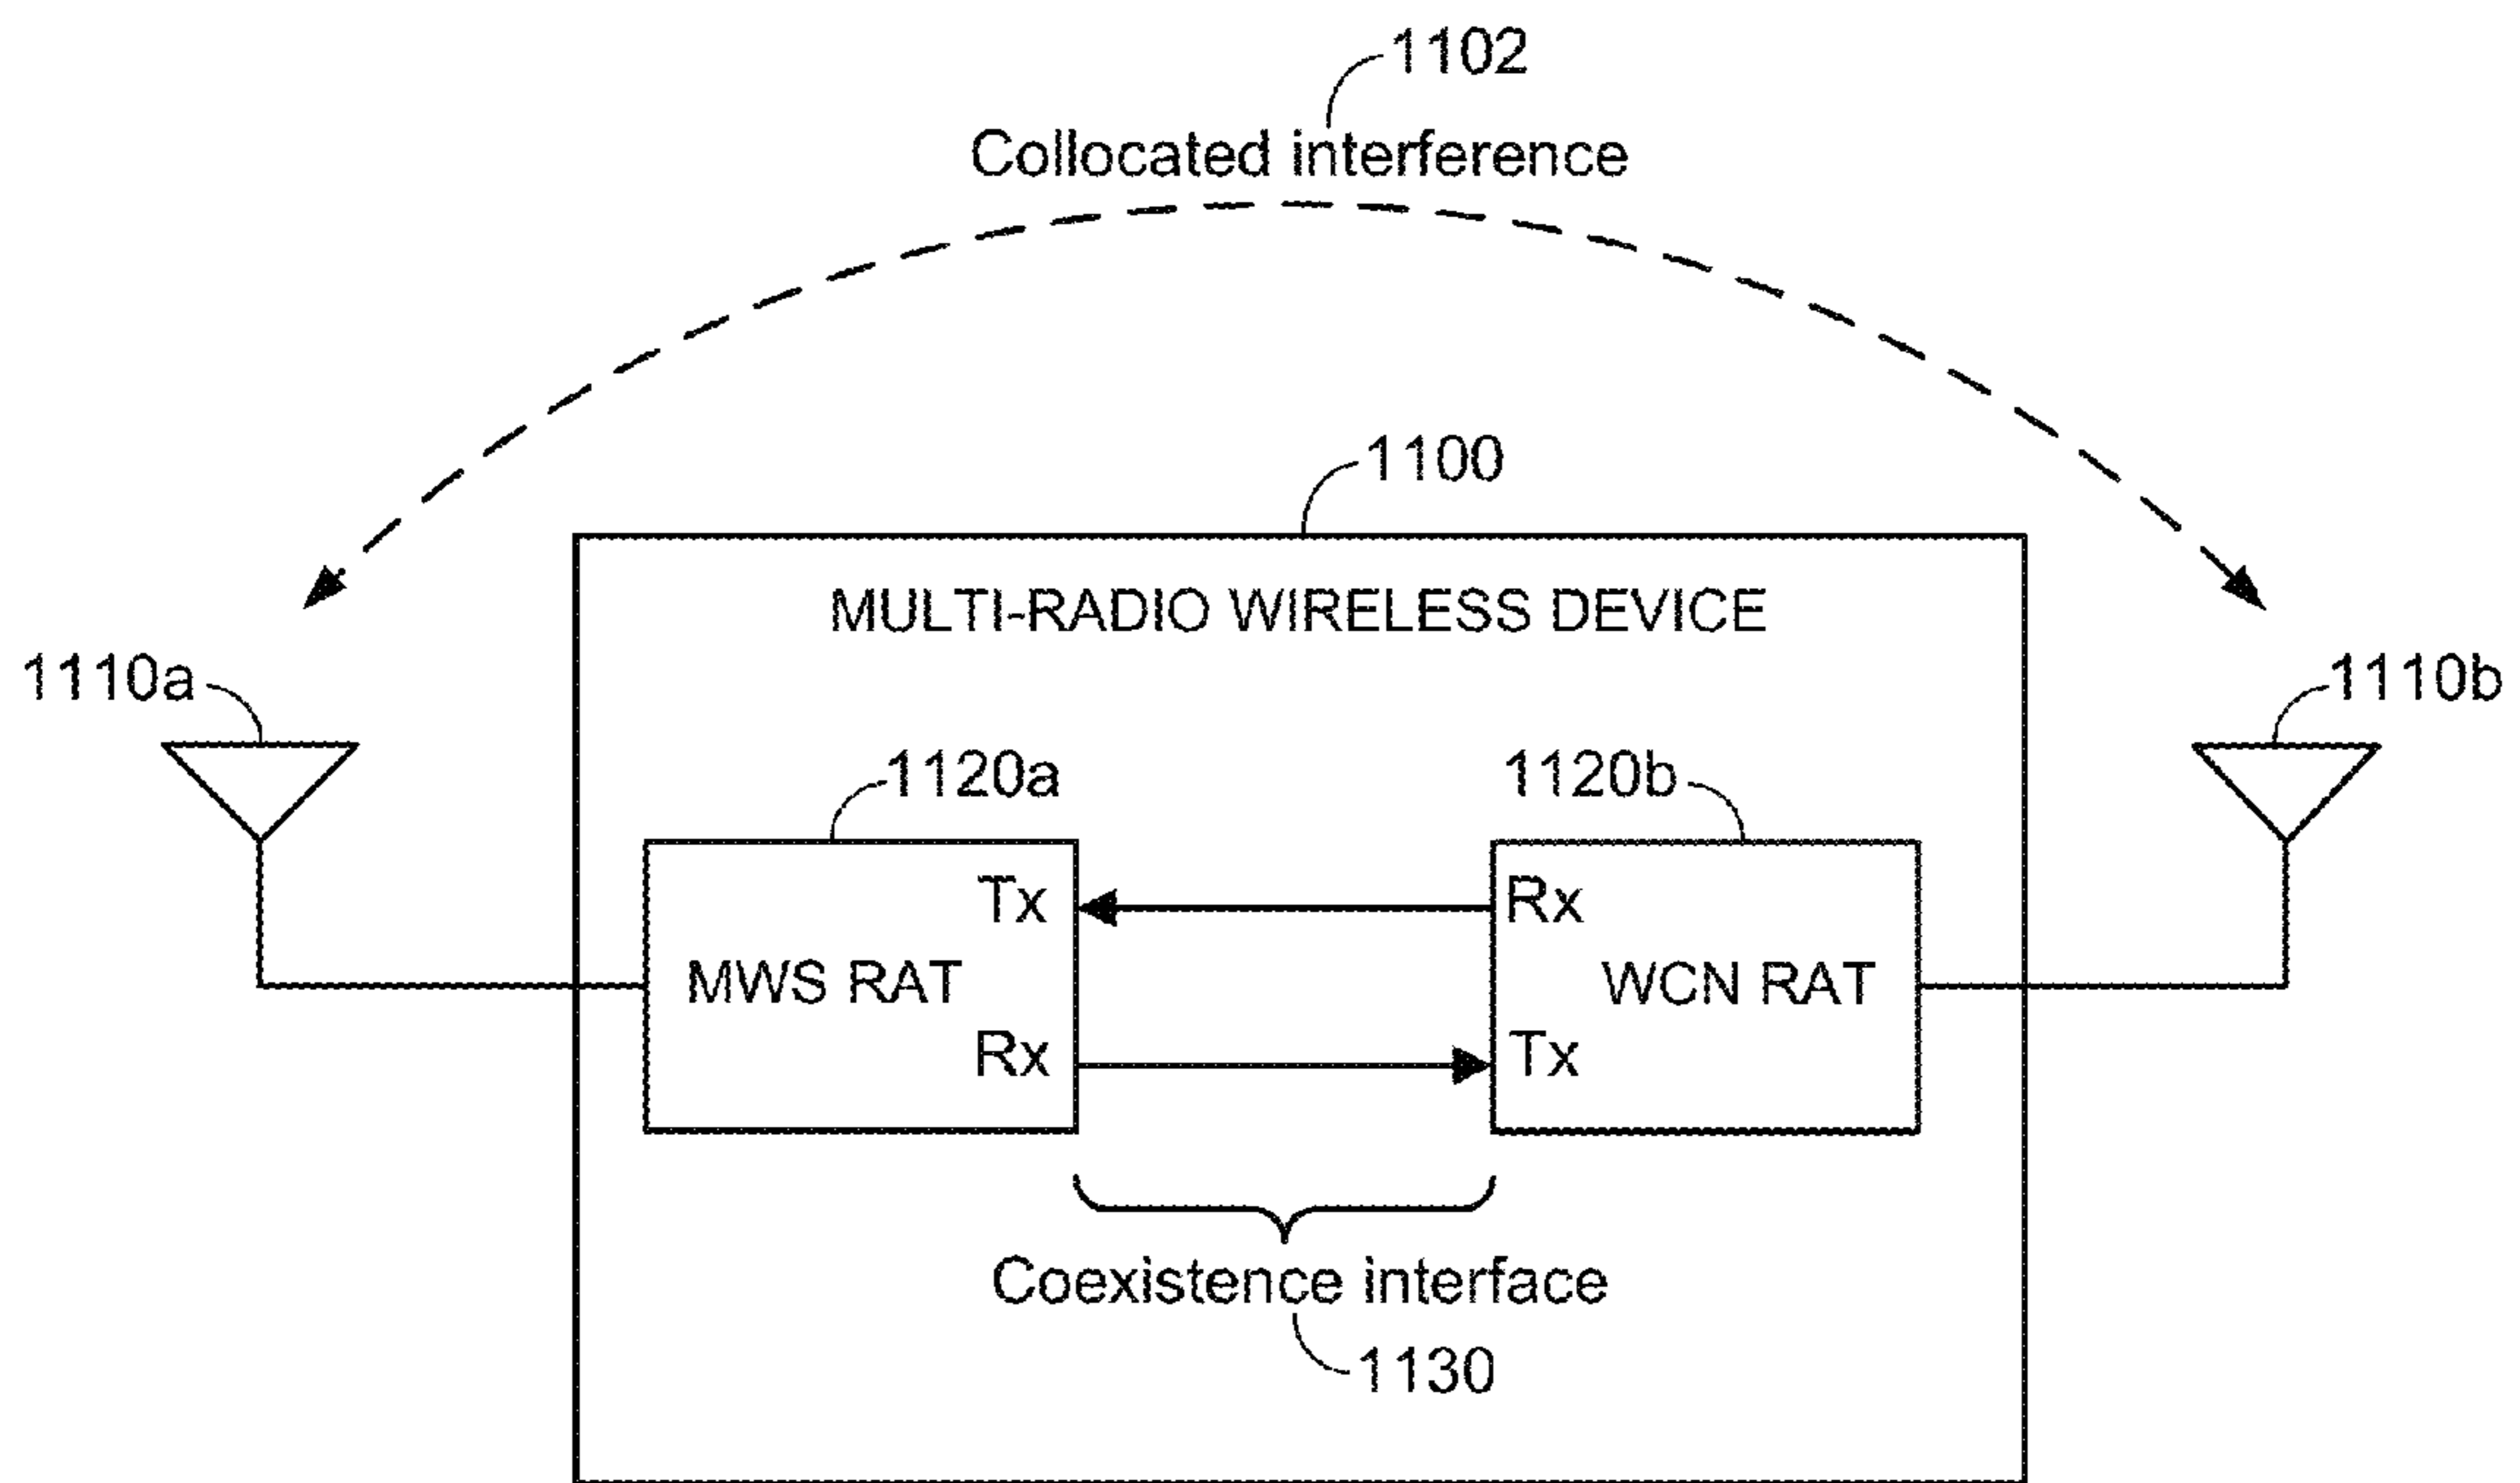 1102
Collocated interference
1100
MULTI-RADIO WIRELESS DEVICE
1110a
1110b
1120a
1120b
Tx
Rx
MWS RAT
WCN RAT
Rx
Tx
Coexistence interface
1130